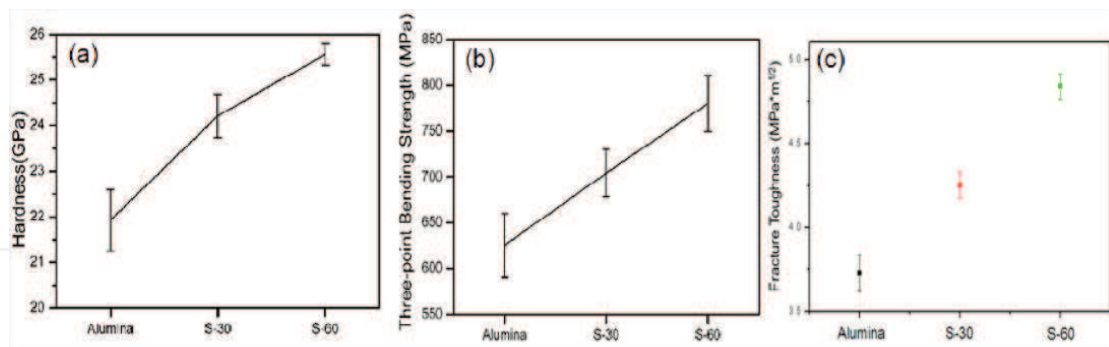 (a)
Hardness(GPa)
26
25
24
23
22
21
20
Alumina
S-30
S-60
(b)
Three-point Bending Strength (MPa)
850
800
750
700
650
600
550
Alumina
S-30
S-60
(c)
Fracture Toughness (MPa*m^1/2)
5.0
4.5
4.0
3.5
Alumina
S-30
S-60